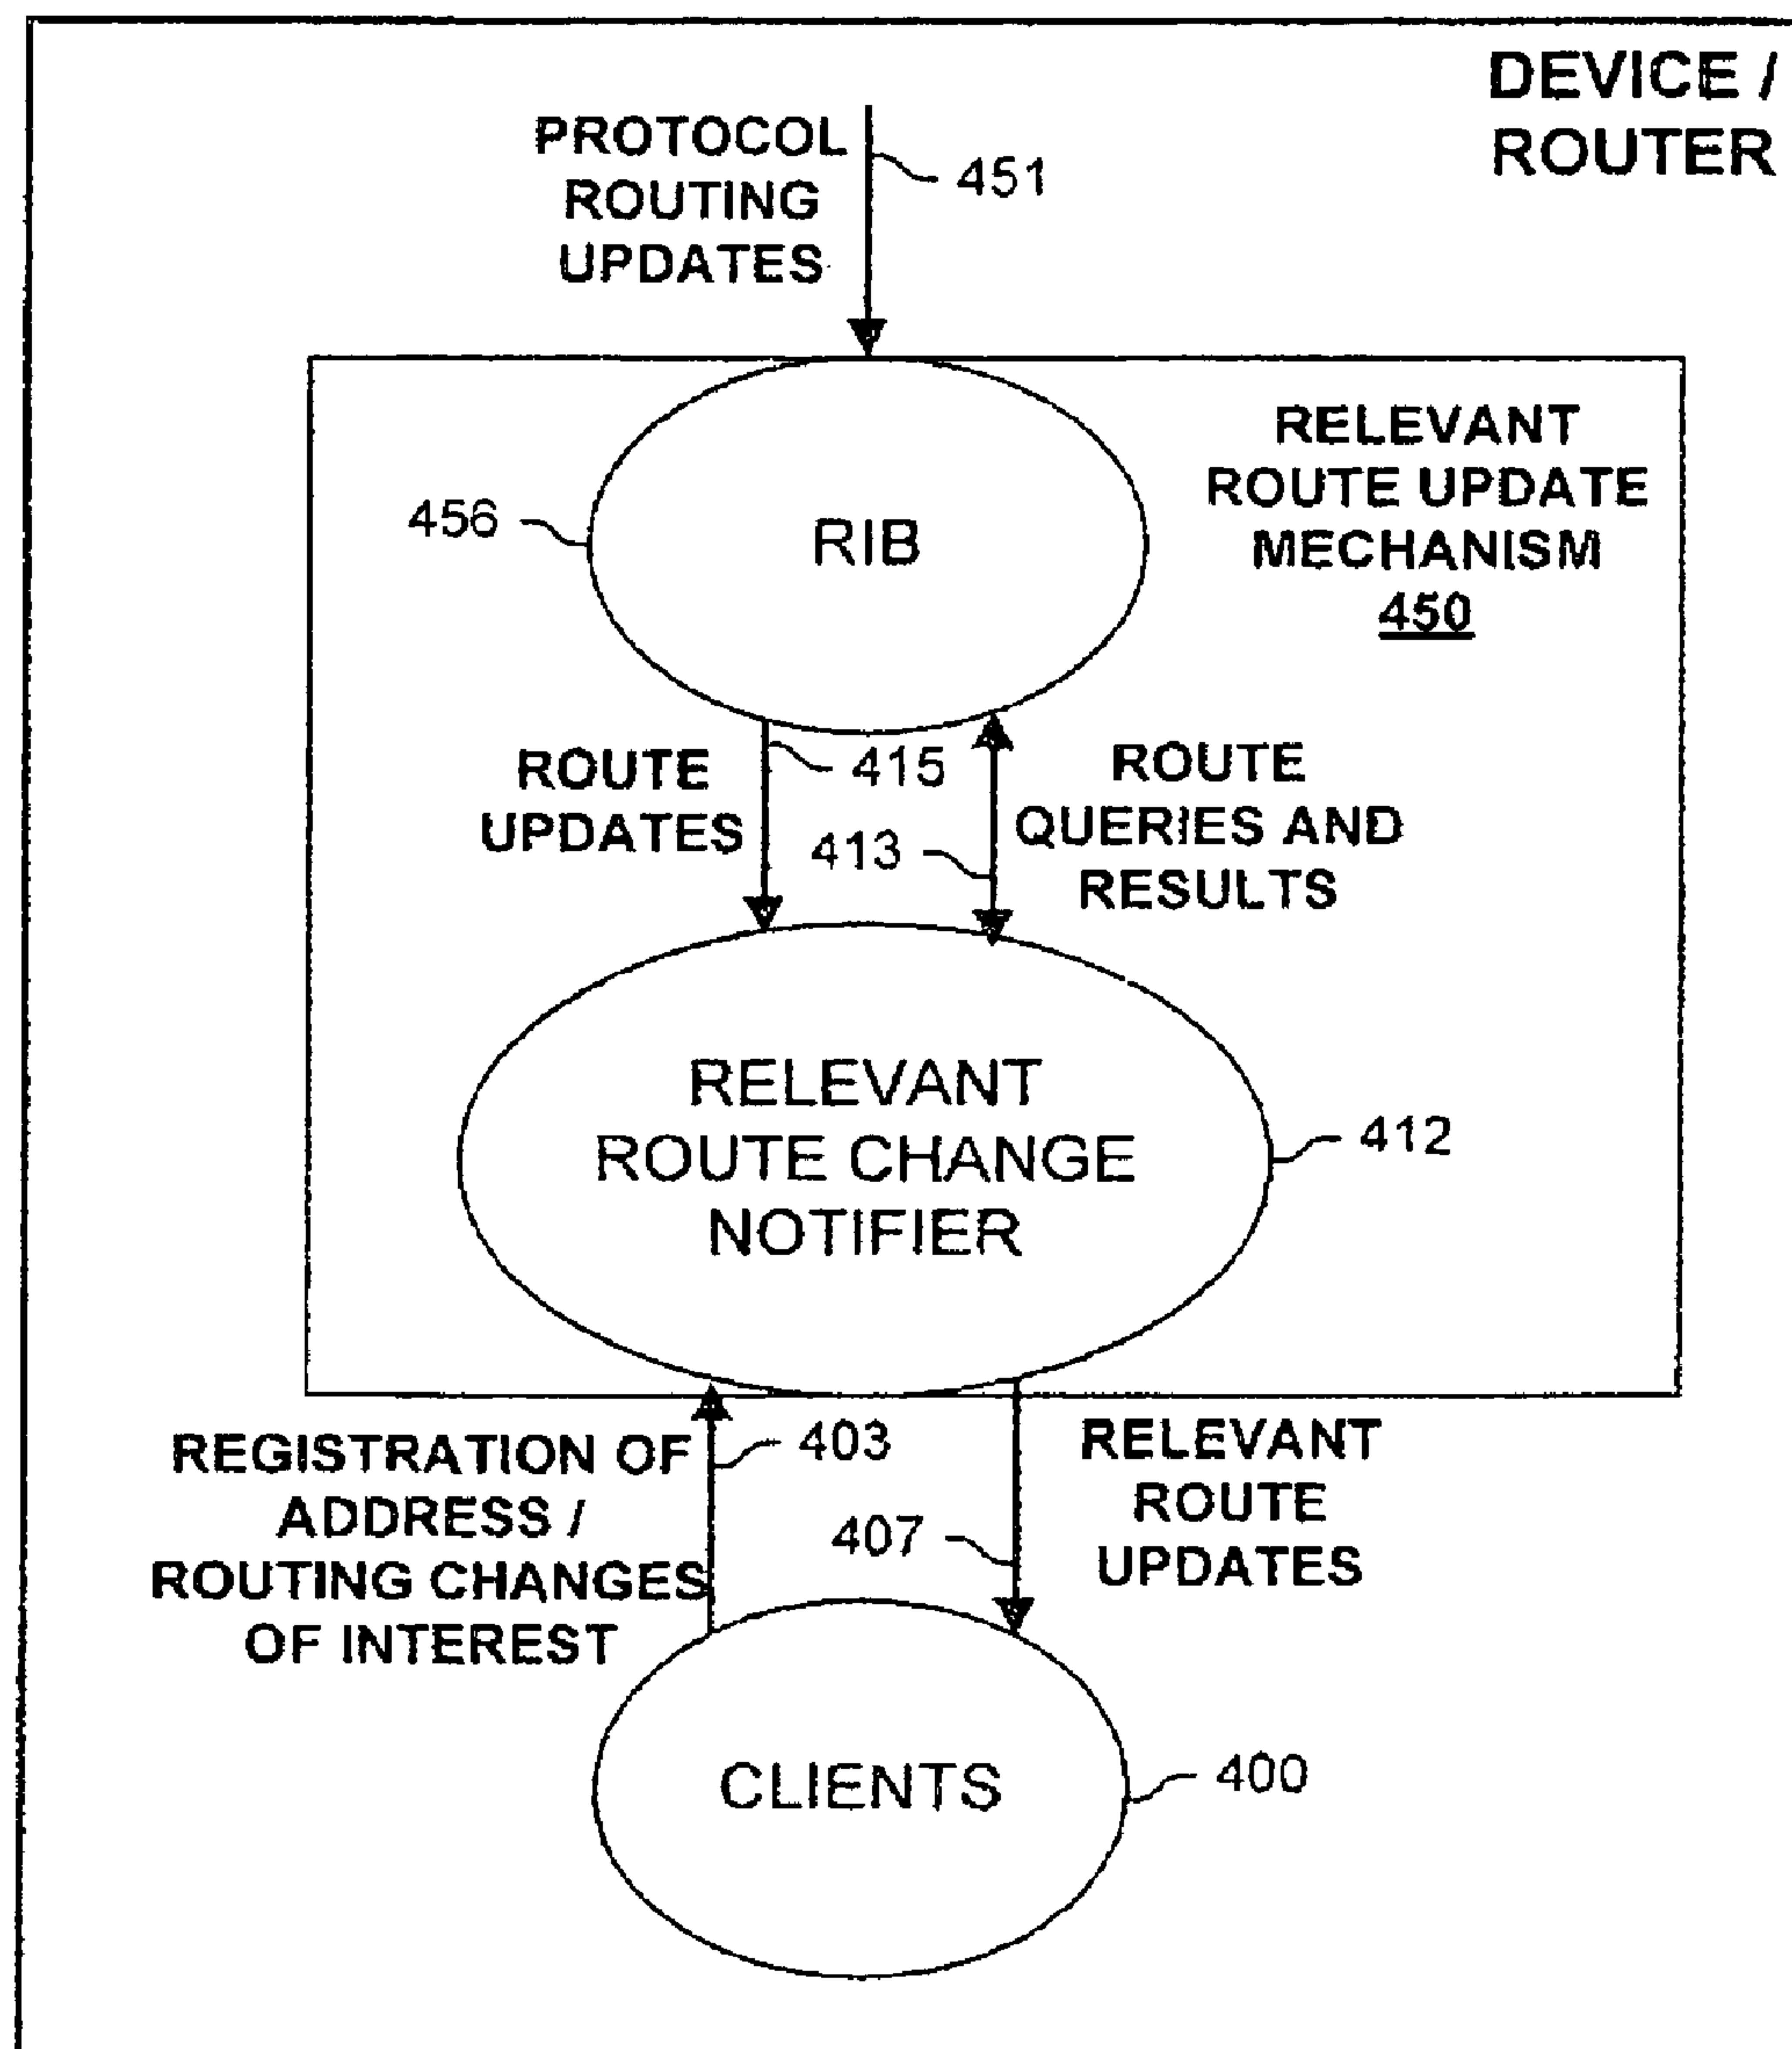 DEVICE /
ROUTER
PROTOCOL
ROUTING
UPDATES
451
RELEVANT
ROUTE UPDATE
MECHANISM
450
456
RIB
ROUTE
UPDATES
415
413
ROUTE
QUERIES AND
RESULTS
RELEVANT
ROUTE CHANGE
NOTIFIER
412
REGISTRATION OF
ADDRESS /
ROUTING CHANGES
OF INTEREST
403
407
RELEVANT
ROUTE
UPDATES
CLIENTS
400